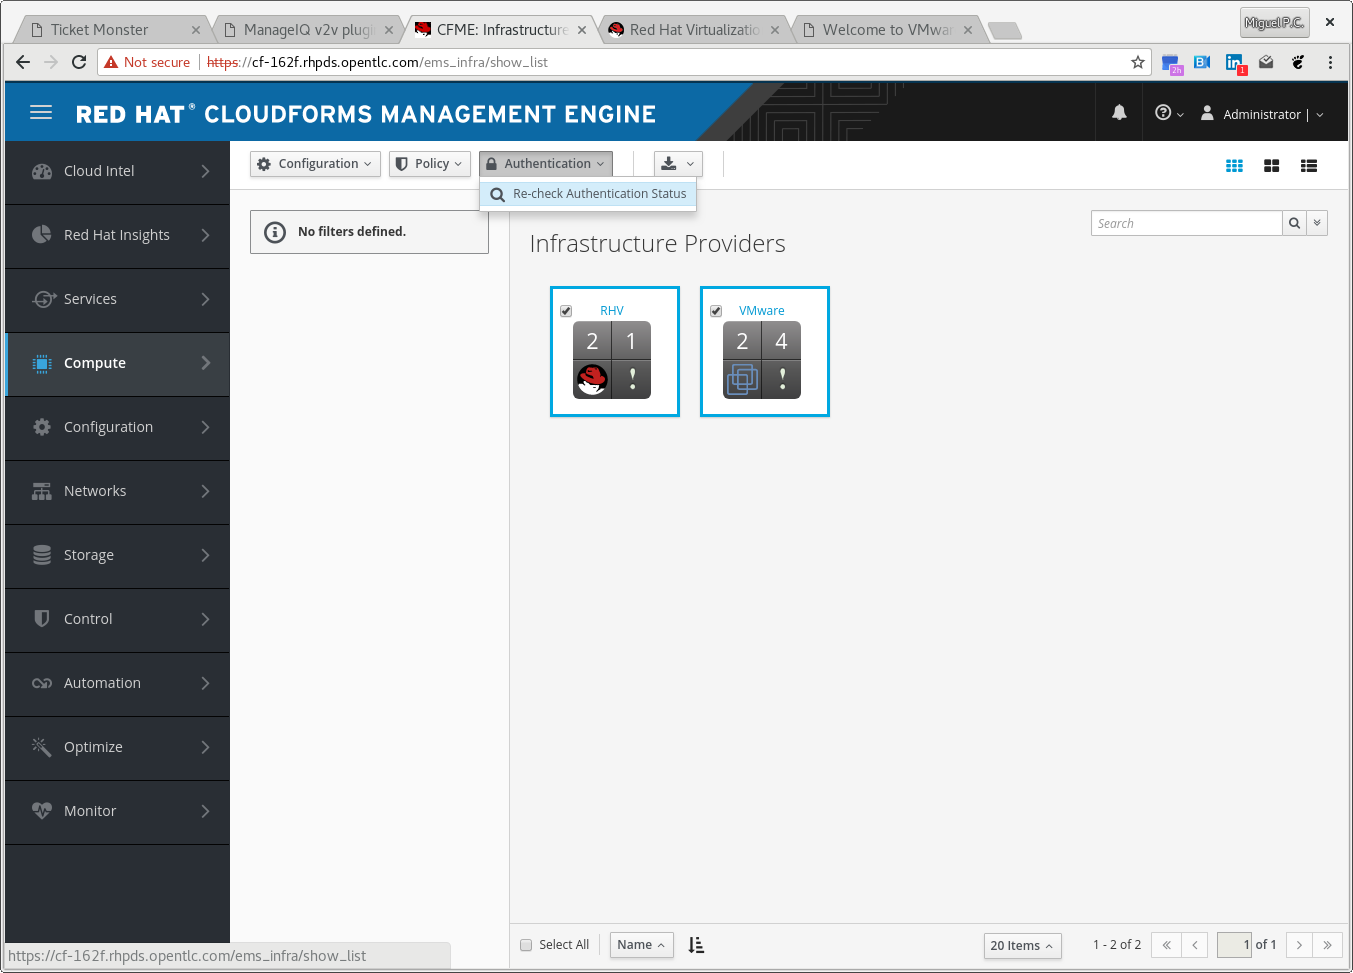 Ticket Monster
ManageIQ v2v plugi
CFME: Infrastructure
Red Hat Virtualizatio
Welcome to VMwar
Miguel P.C.
Not secure
https://cf-162f.rhpds.opentlc.com/ems_infra/show_list
2h
1
RED HAT® CLOUDFORMS MANAGEMENT ENGINE
Administrator |
Cloud Intel
Red Hat Insights
Services
Compute
Configuration
Networks
Storage
Control
Automation
Optimize
Monitor
Configuration
Policy
Authentication
Re-check Authentication Status
No filters defined.
Infrastructure Providers
Search
RHV
2 1
!
VMware
2 4
!
Select All
Name
20 Items
1 - 2 of 2
1 of 1
https://cf-162f.rhpds.opentlc.com/ems_infra/show_list